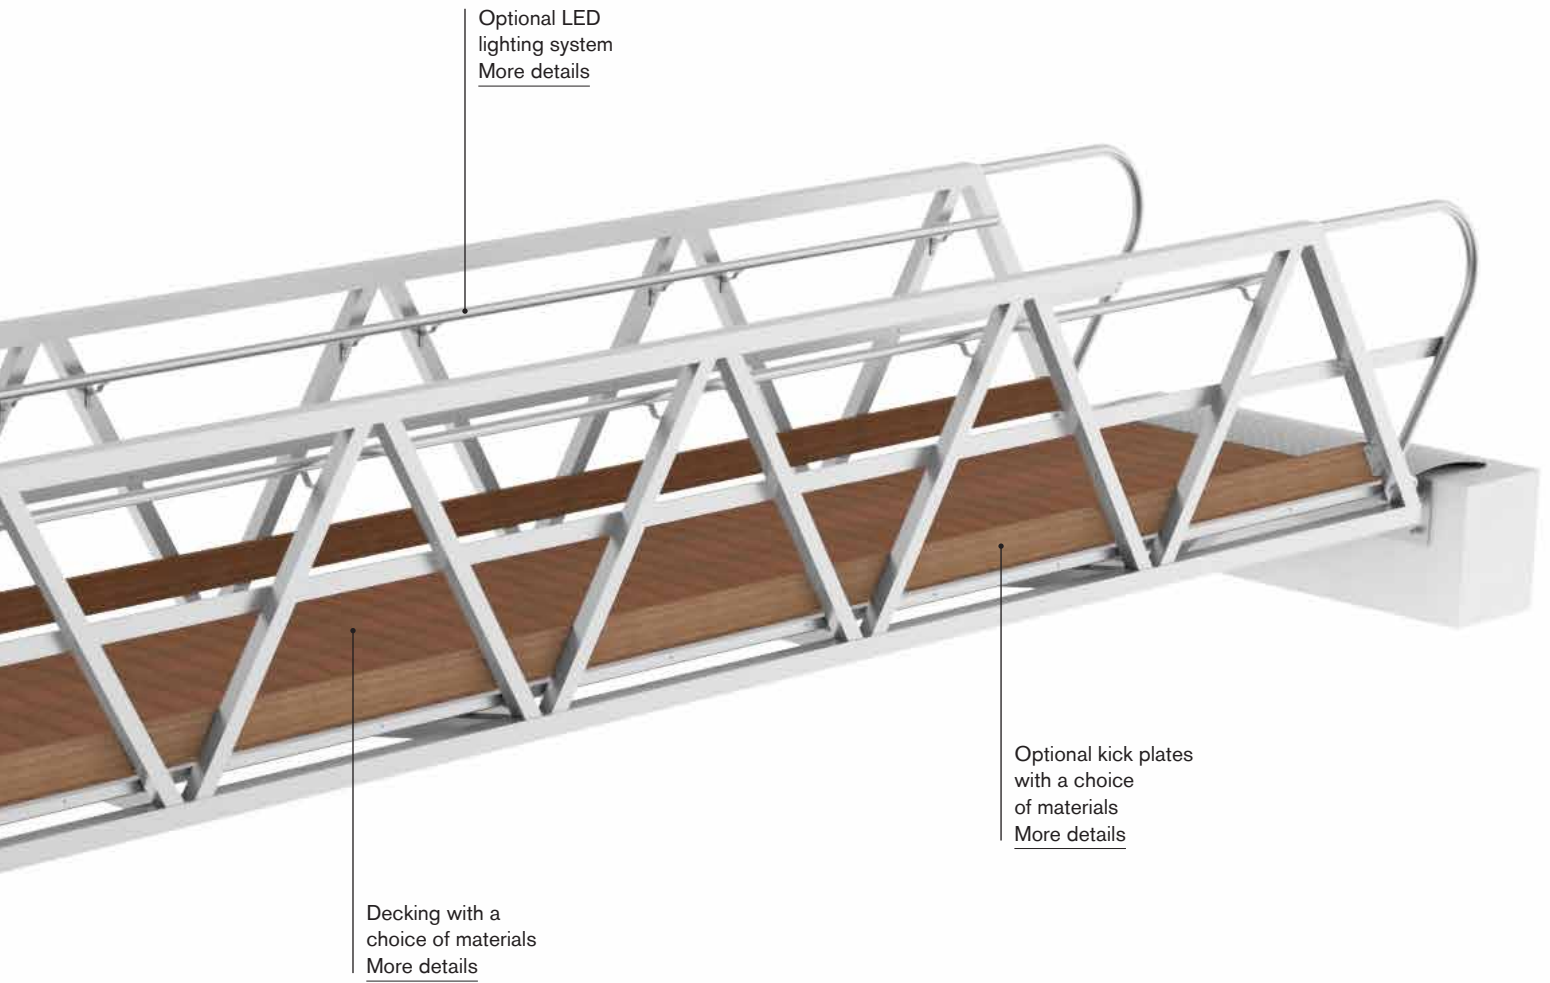 Optional LED
lighting system
More details
Optional kick plates
with a choice
of materials
More details
Decking with a
choice of materials
More details